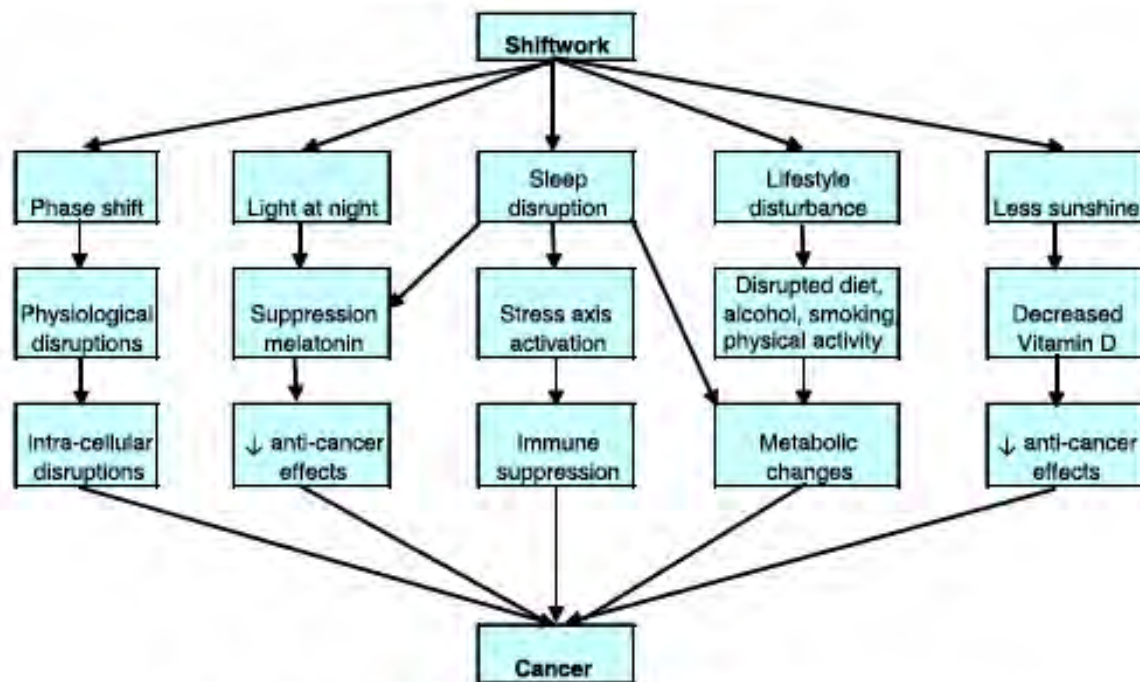 Shiftwork
Phase shift
Light at night
Sleep
disruption
Lifestyle
disturbance
Less sunshine
Physiological
disruptions
Suppression
melatonin
Stress axis
activation
Disrupted diet,
alcohol, smoking,
physical activity
Decreased
Vitamin D
Intra-cellular
disruptions
↓ anti-cancer
effects
Immune
suppression
Metabolic
changes
↓ anti-cancer
effects
Cancer